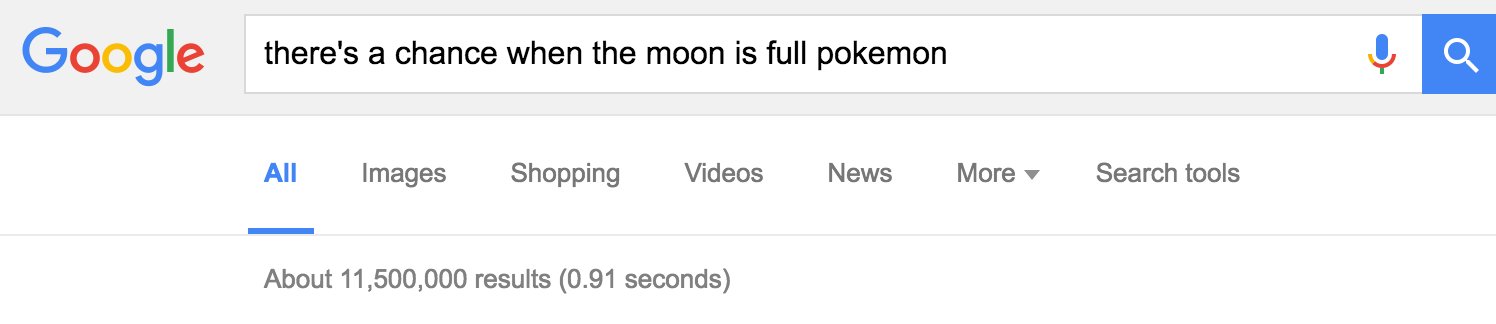 Google there's a chance when the moon is full pokemon
All Images Shopping Videos News More Search tools
About 11,500,000 results (0.91 seconds)